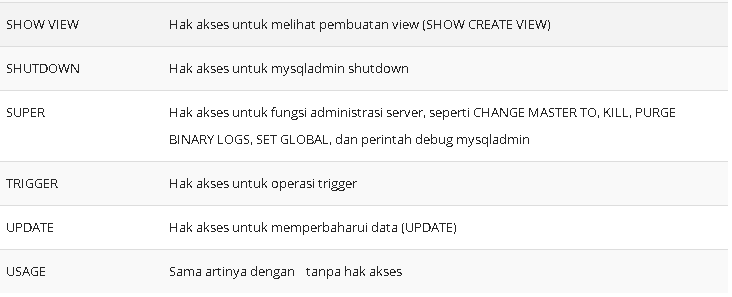 SHOW VIEW Hak akses untuk melihat pembuatan view (SHOW CREATE VIEW)
SHUTDOWN Hak akses untuk mysqladmin shutdown
SUPER Hak akses untuk fungsi administrasi server, seperti CHANGE MASTER TO, KILL, PURGE
BINARY LOGS, SET GLOBAL, dan perintah debug mysqladmin
TRIGGER Hak akses untuk operasi trigger
UPDATE Hak akses untuk memperbaharui data (UPDATE)
USAGE Sama artinya dengan tanpa hak akses